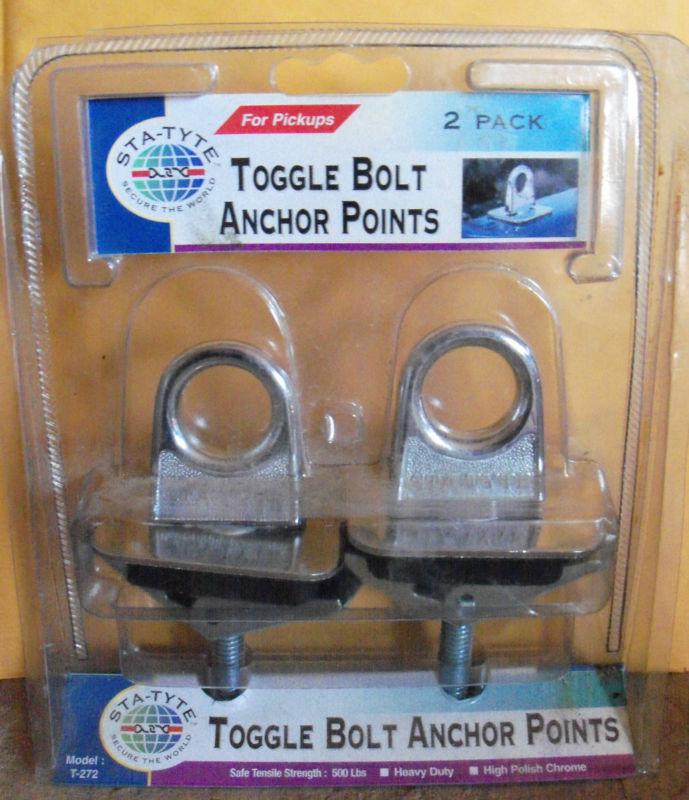 For Pickups
2 PACK
STA-TYTE
SECURE THE WORLD
TOGGLE BOLT
ANCHOR POINTS
STA-TYTE
SECURE THE WORLD
TOGGLE BOLT ANCHOR POINTS
Model :
T-272
Safe Tensile Strength : 500 Lbs ■ Heavy Duty ■ High Polish Chrome